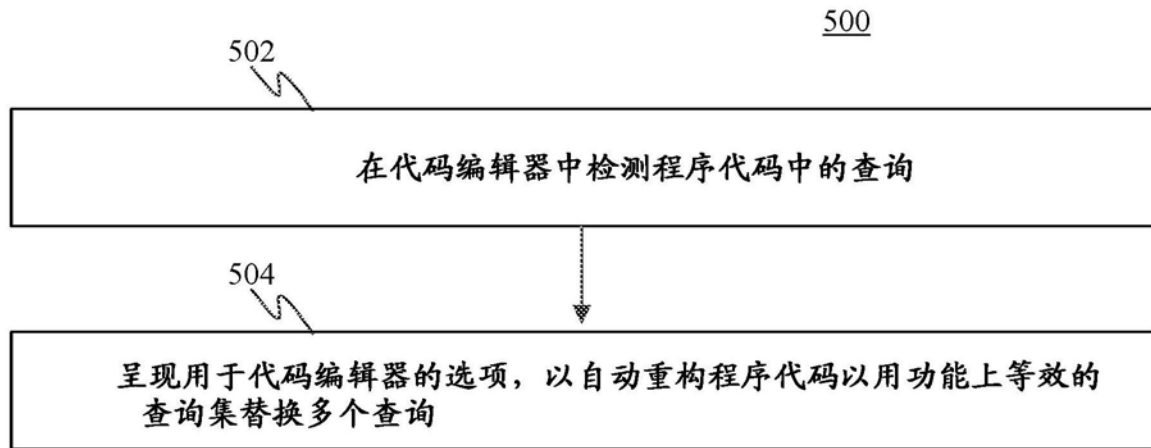 500
502
在代码编辑器中检测程序代码中的查询
504
呈现用于代码编辑器的选项，以自动重构程序代码以用功能上等效的
查询集替换多个查询